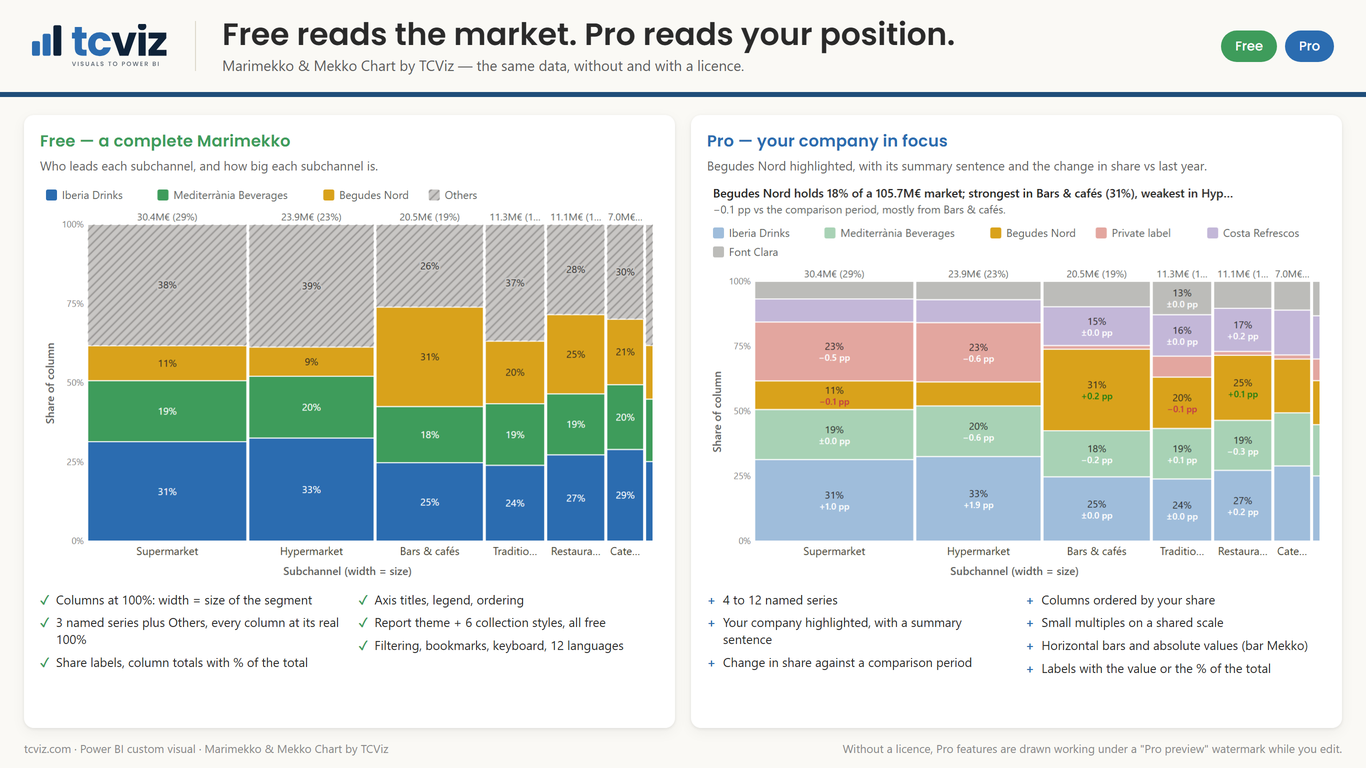 tcviz
VISUALS TO POWER BI
Free reads the market. Pro reads your position.
Marimekko & Mekko Chart by TCViz — the same data, without and with a licence.
Free
Pro
Free — a complete Marimekko
Who leads each subchannel, and how big each subchannel is.
Iberia Drinks
Mediterrània Beverages
Begudes Nord
Others
30.4M€ (29%)
23.9M€ (23%)
20.5M€ (19%)
11.3M€ (1...
11.1M€ (1...
7.0M€...
100%
75%
50%
25%
0%
Share of column
38%
39%
26%
37%
28%
30%
11%
9%
31%
20%
25%
21%
19%
20%
18%
19%
19%
20%
31%
33%
25%
24%
27%
29%
Supermarket
Hypermarket
Bars & cafés
Traditio...
Restaura...
Cate...
Subchannel (width = size)
✓ Columns at 100%: width = size of the segment
✓ 3 named series plus Others, every column at its real
100%
✓ Share labels, column totals with % of the total
✓ Axis titles, legend, ordering
✓ Report theme + 6 collection styles, all free
✓ Filtering, bookmarks, keyboard, 12 languages
Pro — your company in focus
Begudes Nord highlighted, with its summary sentence and the change in share vs last year.
Begudes Nord holds 18% of a 105.7M€ market; strongest in Bars & cafés (31%), weakest in Hyp...
−0.1 pp vs the comparison period, mostly from Bars & cafés.
Iberia Drinks
Mediterrània Beverages
Begudes Nord
Private label
Costa Refrescos
Font Clara
30.4M€ (29%)
23.9M€ (23%)
20.5M€ (19%)
11.3M€ (1...
11.1M€ (1...
7.0M€...
100%
75%
50%
25%
0%
Share of column
23%
−0.5 pp
11%
−0.1 pp
19%
±0.0 pp
31%
+1.0 pp
23%
−0.6 pp
20%
−0.6 pp
33%
+1.9 pp
15%
±0.0 pp
31%
+0.2 pp
18%
−0.2 pp
25%
±0.0 pp
13%
±0.0 pp
16%
±0.0 pp
20%
−0.1 pp
19%
+0.1 pp
24%
±0.0 pp
17%
+0.2 pp
25%
+0.1 pp
19%
−0.3 pp
27%
+0.2 pp
Supermarket
Hypermarket
Bars & cafés
Traditio...
Restaura...
Cate...
Subchannel (width = size)
+ 4 to 12 named series
+ Your company highlighted, with a summary
sentence
+ Change in share against a comparison period
+ Columns ordered by your share
+ Small multiples on a shared scale
+ Horizontal bars and absolute values (bar Mekko)
+ Labels with the value or the % of the total
tcviz.com · Power BI custom visual · Marimekko & Mekko Chart by TCViz
Without a licence, Pro features are drawn working under a "Pro preview" watermark while you edit.